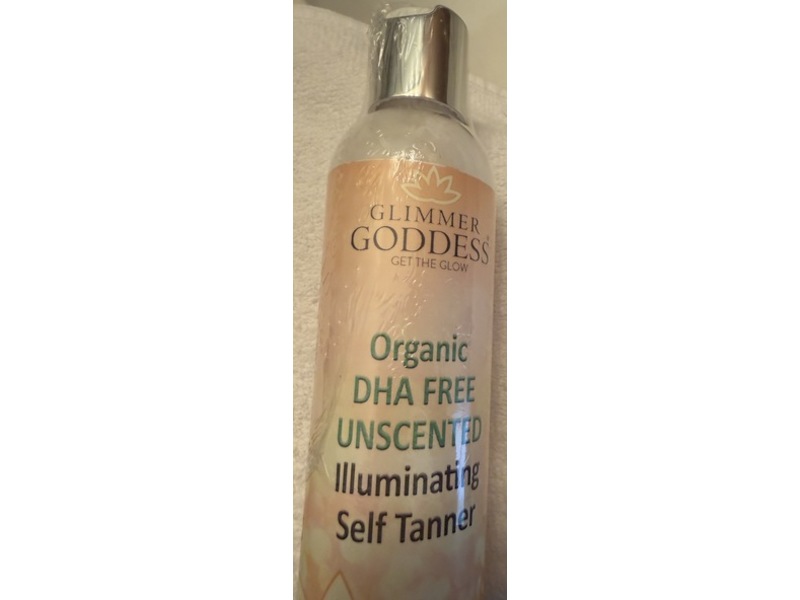 GLIMMER
GODDESS®
GET THE GLOW
Organic
DHA FREE
UNSCENTED
Illuminating
Self Tanner